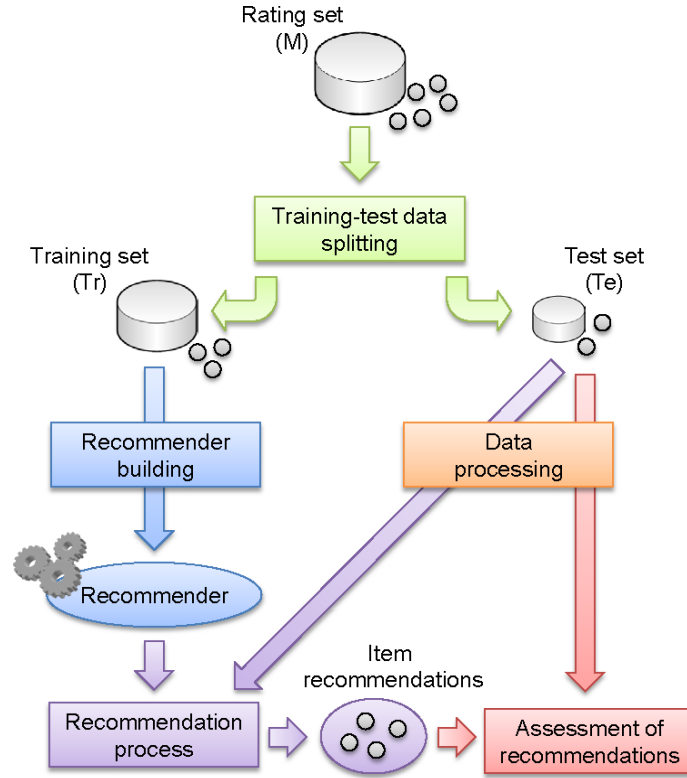 Rating set
(M)
Training-test data
splitting
Training set
(Tr)
Test set
(Te)
Recommender
building
Data
processing
Recommender
Item
recommendations
Recommendation
process
Assessment of
recommendations